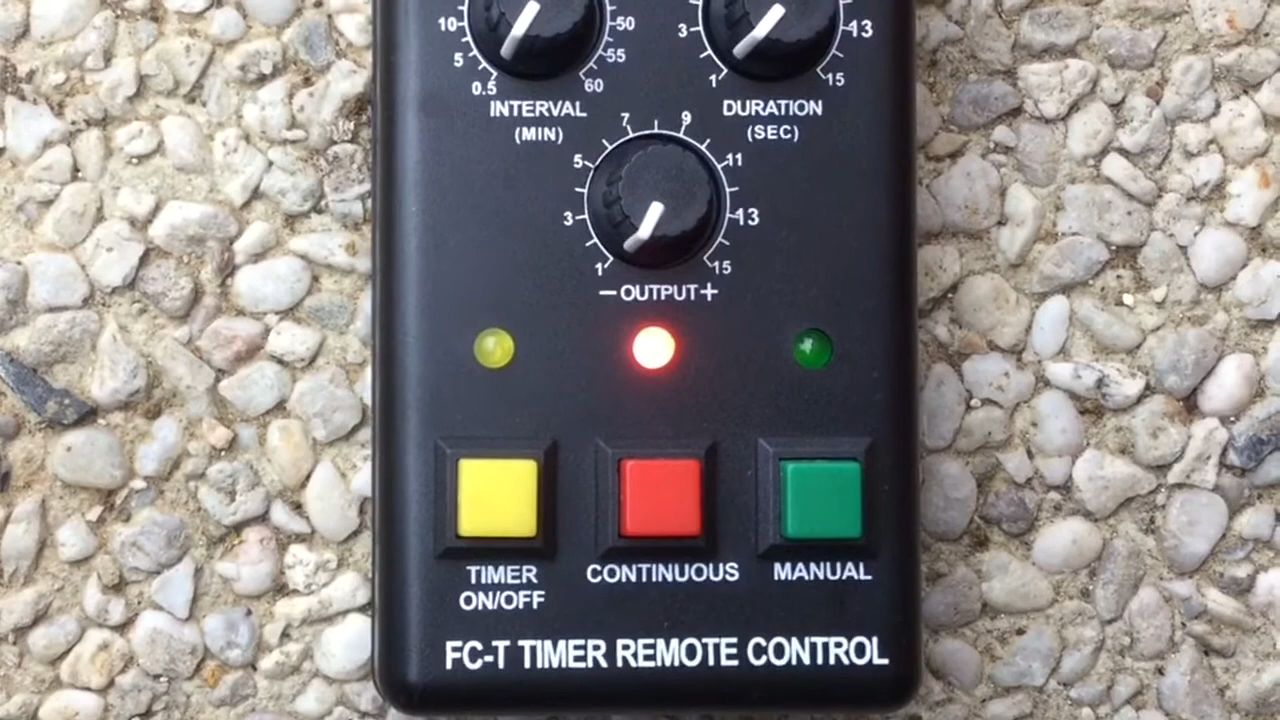 10 50
5 55
0.5 60
INTERVAL
(MIN)
3 13
1 15
DURATION
(SEC)
7 9
5 11
3 13
1 15
−OUTPUT+
TIMER
ON/OFF
CONTINUOUS
MANUAL
FC-T TIMER REMOTE CONTROL